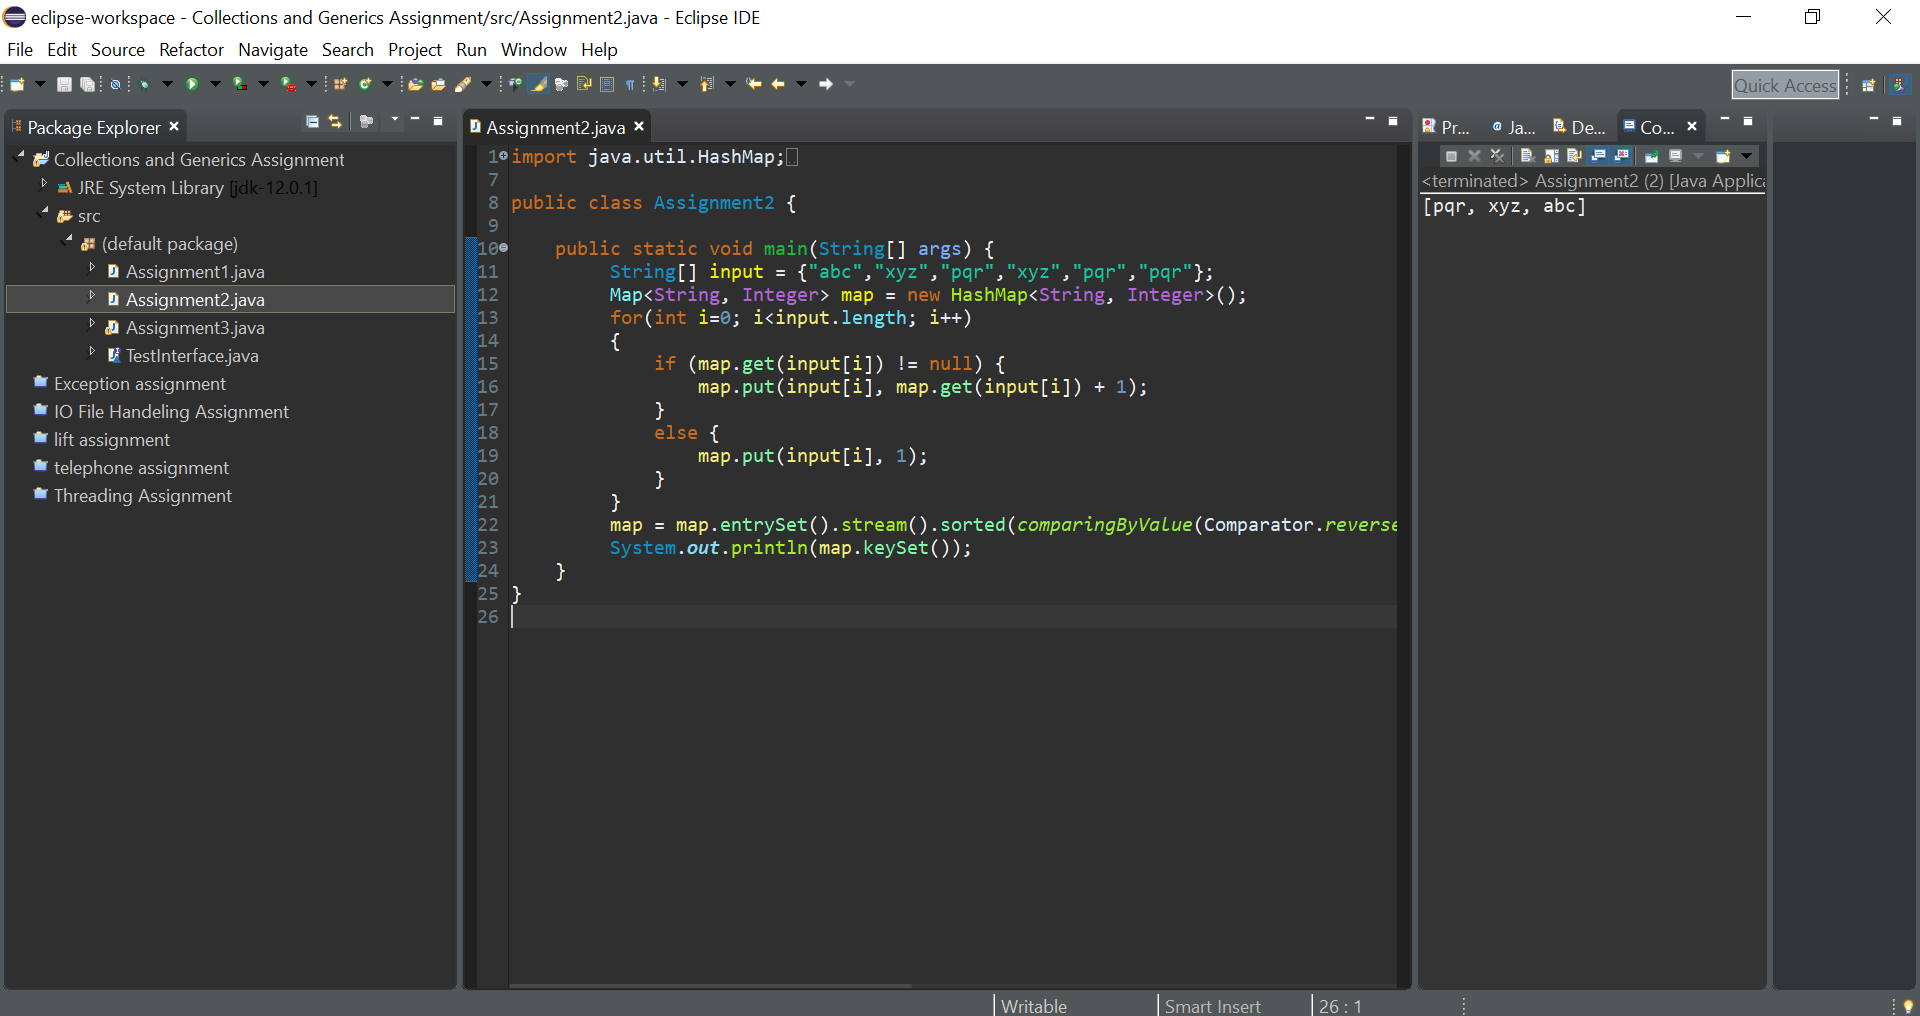 eclipse-workspace - Collections and Generics Assignment/src/Assignment2.java - Eclipse IDE
File Edit Source Refactor Navigate Search Project Run Window Help
Quick Access
Package Explorer
Collections and Generics Assignment
JRE System Library [jdk-12.0.1]
src
(default package)
Assignment1.java
Assignment2.java
Assignment3.java
TestInterface.java
Exception assignment
IO File Handeling Assignment
lift assignment
telephone assignment
Threading Assignment
Assignment2.java
1 import java.util.HashMap;
7
8 public class Assignment2 {
9
10 public static void main(String[] args) {
11 String[] input = {"abc","xyz","pqr","xyz","pqr","pqr"};
12 Map<String, Integer> map = new HashMap<String, Integer>();
13 for(int i=0; i<input.length; i++)
14 {
15 if (map.get(input[i]) != null) {
16 map.put(input[i], map.get(input[i]) + 1);
17 }
18 else {
19 map.put(input[i], 1);
20 }
21 }
22 map = map.entrySet().stream().sorted(comparingByValue(Comparator.reverse
23 System.out.println(map.keySet());
24 }
25 }
26
Pr... Ja... De... Co...
<terminated> Assignment2 (2) [Java Applic
[pqr, xyz, abc]
Writable Smart Insert 26 : 1